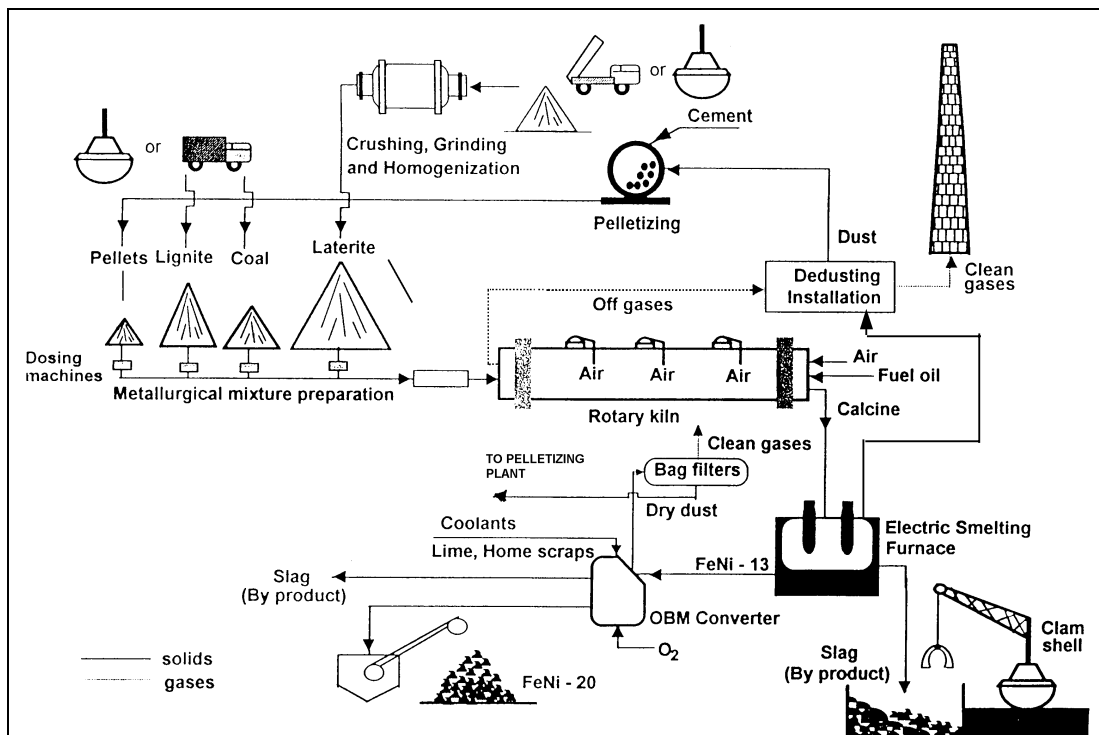 or
Cement
Crushing, Grinding
and Homogenization
or
Pelletizing
Pellets
Lignite
Coal
Laterite
Dust
Dedusting
Installation
Clean
gases
Off gases
Dosing
machines
Metallurgical mixture preparation
Air
Air
Air
Air
Fuel oil
Rotary kiln
Calcine
Clean gases
TO PELLETIZING
PLANT
Bag filters
Dry dust
Coolants
Lime, Home scraps
Electric Smelting
Furnace
FeNi - 13
Slag
(By product)
OBM Converter
O2
Clam
shell
Slag
(By product)
solids
gases
FeNi - 20